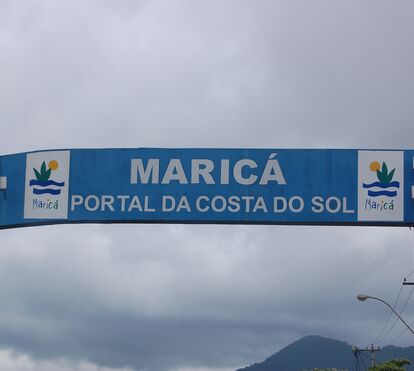 MARICÁ
PORTAL DA COSTA DO SOL
Maricá
Maricá